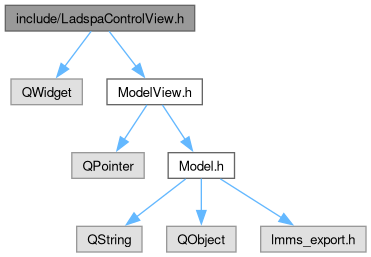 include/LadspaControlView.h
QWidget
ModelView.h
QPointer
Model.h
QString
QObject
lmms_export.h